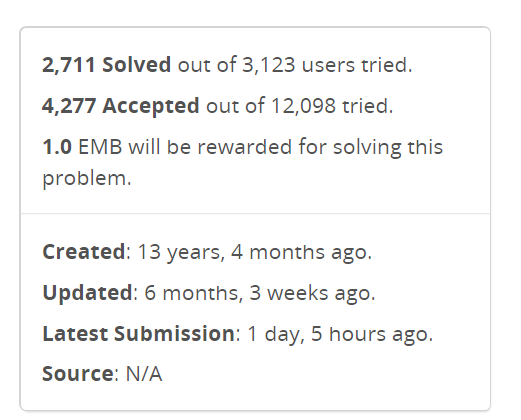 2,711 Solved out of 3,123 users tried.
4,277 Accepted out of 12,098 tried.
1.0 EMB will be rewarded for solving this
problem.
Created: 13 years, 4 months ago.
Updated: 6 months, 3 weeks ago.
Latest Submission: 1 day, 5 hours ago.
Source: N/A